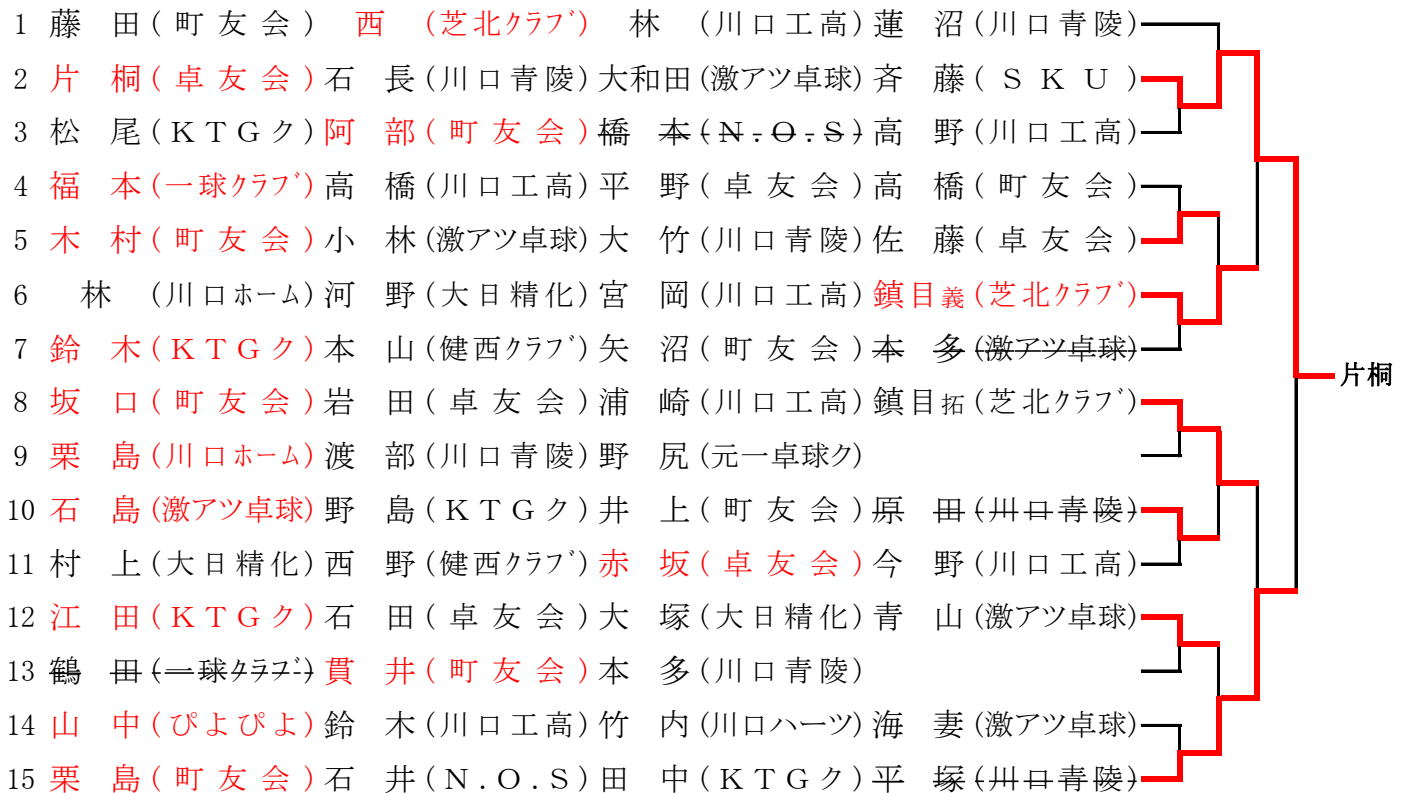 1 藤 田(町友会) 西 (芝北クラブ) 林 (川口工高) 蓮 沼(川口青陵)
2 片 桐(卓友会) 石 長(川口青陵) 大和田(激アツ卓球) 斉 藤(SKU)
3 松 尾(KTGク) 阿 部(町友会) 橋 本(N.O.S) 高 野(川口工高)
4 福 本(一球クラブ) 高 橋(川口工高) 平 野(卓友会) 高 橋(町友会)
5 木 村(町友会) 小 林(激アツ卓球) 大 竹(川口青陵) 佐 藤(卓友会)
6 林 (川口ホーム) 河 野(大日精化) 宮 岡(川口工高) 鎮目義(芝北クラブ)
7 鈴 木(KTGク) 本 山(健西クラブ) 矢 沼(町友会) 本 多(激アツ卓球)
片桐
8 坂 口(町友会) 岩 田(卓友会) 浦 崎(川口工高) 鎮目拓(芝北クラブ)
9 栗 島(川口ホーム) 渡 部(川口青陵) 野 尻(元一卓球ク)
10 石 島(激アツ卓球) 野 島(KTGク) 井 上(町友会) 原 田(川口青陵)
11 村 上(大日精化) 西 野(健西クラブ) 赤 坂(卓友会) 今 野(川口工高)
12 江 田(KTGク) 石 田(卓友会) 大 塚(大日精化) 青 山(激アツ卓球)
13 鶴 田(一球クラブ) 貫 井(町友会) 本 多(川口青陵)
14 山 中(ぴよぴよ) 鈴 木(川口工高) 竹 内(川口ハーツ) 海 妻(激アツ卓球)
15 栗 島(町友会) 石 井(N.O.S) 田 中(KTGク) 平 塚(川口青陵)